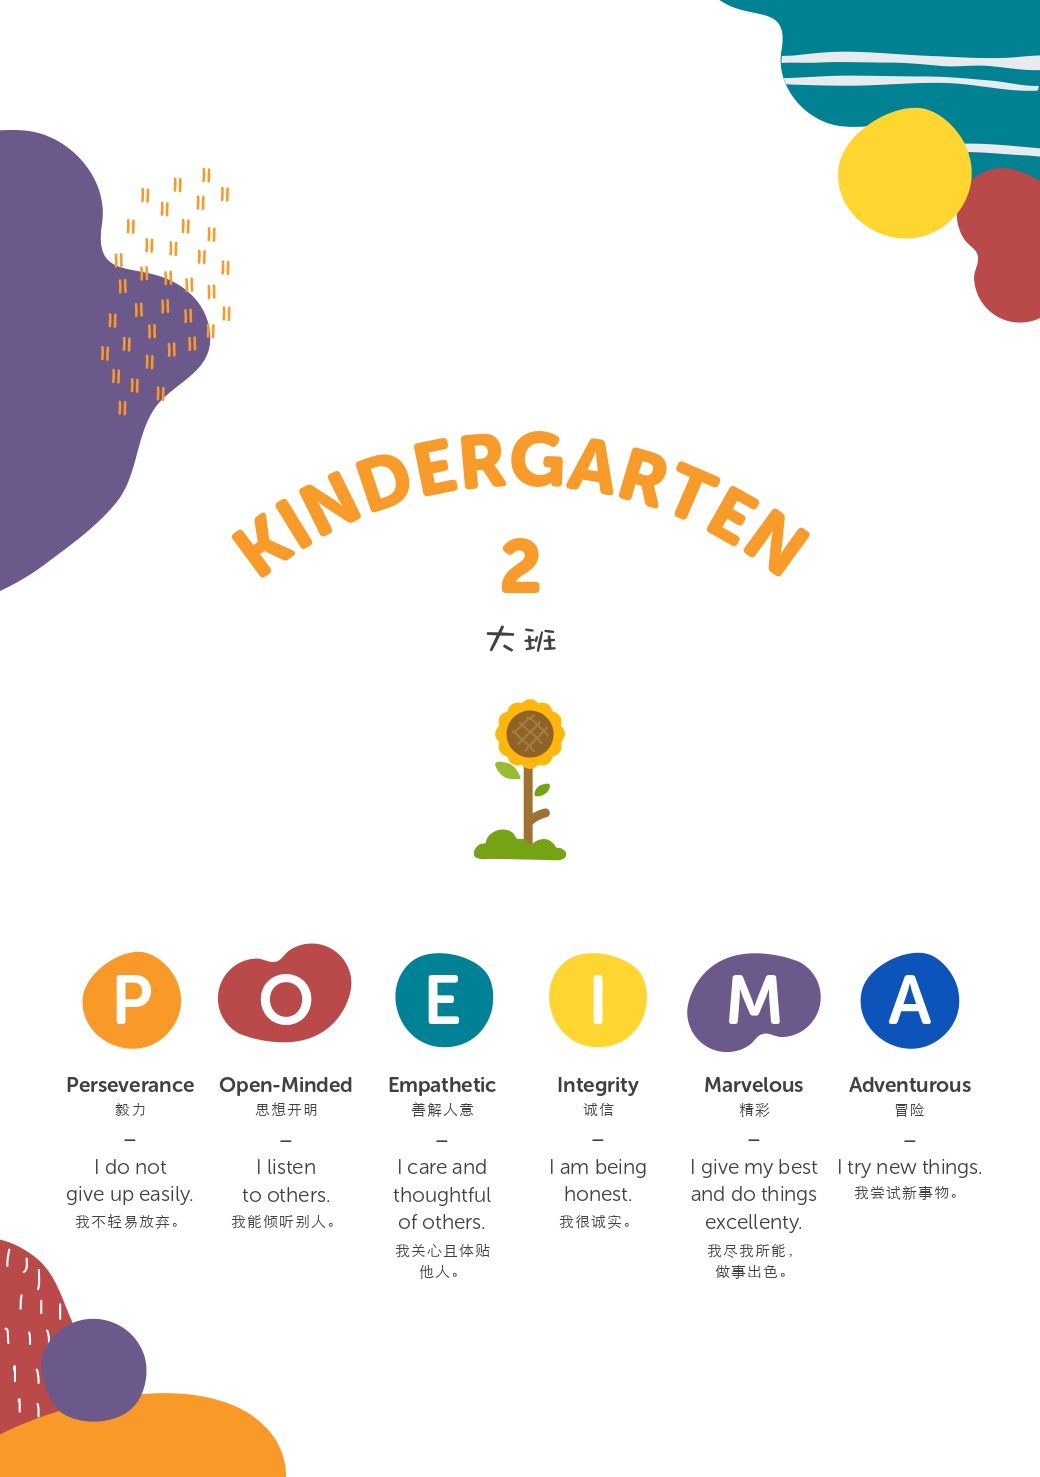 KINDERGARTEN
2
大班
P O E I M A
Perseverance
毅力
–
I do not
give up easily.
我不轻易放弃。
Open-Minded
思想开明
–
I listen
to others.
我能倾听别人。
Empathetic
善解人意
–
I care and
thoughtful
of others.
我关心且体贴
他人。
Integrity
诚信
–
I am being
honest.
我很诚实。
Marvelous
精彩
–
I give my best
and do things
excellenty.
我尽我所能，
做事出色。
Adventurous
冒险
–
I try new things.
我尝试新事物。